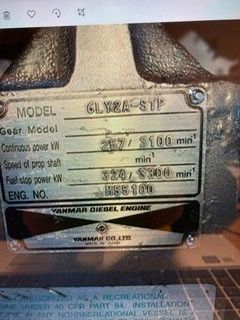 MODEL 6LY2A-STP
Gear Model
Continuous power kW 257/ 3100 min⁻¹
Speed of prop shaft min⁻¹
Fuel stop power kW 324/ 3300 min⁻¹
ENG. NO.
YANMAR DIESEL ENGINE
YANMAR CO.,LTD.
MADE IN JAPAN
CATEGORIZED AS A RECREATIONAL
UNDER 40 CFR PART 94. INSTALLATION
ENGINE IN ANY NONRECREATIONAL VESSEL IS